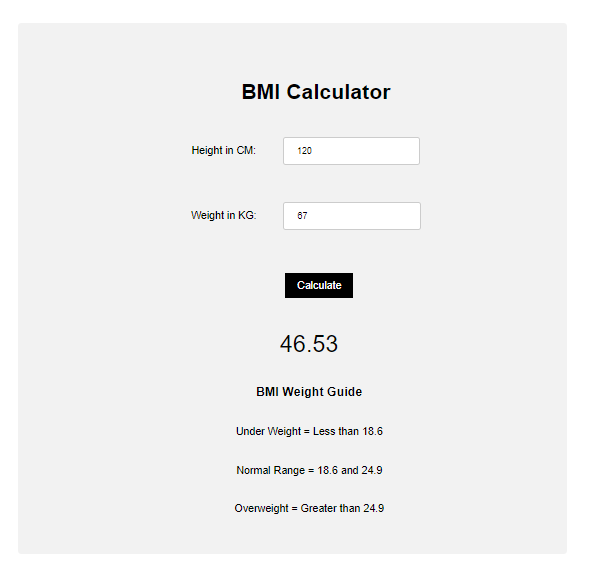 BMI Calculator
Height in CM: 120
Weight in KG: 67
Calculate
46.53
BMI Weight Guide
Under Weight = Less than 18.6
Normal Range = 18.6 and 24.9
Overweight = Greater than 24.9